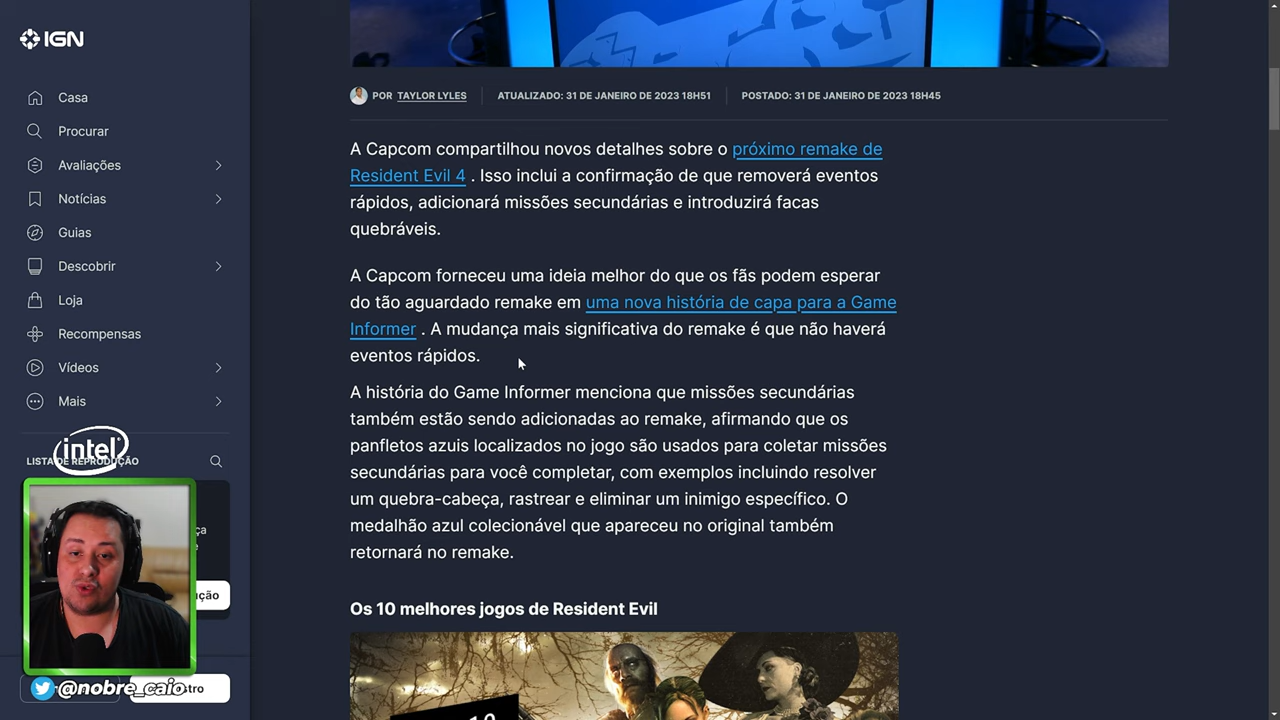 IGN
Casa
Procurar
Avaliações
Notícias
Guias
Descobrir
Loja
Recompensas
Vídeos
Mais
intel
LISTA DE REPRODUÇÃO
@nobre_caio
POR TAYLOR LYLES
ATUALIZADO: 31 DE JANEIRO DE 2023 18H51
POSTADO: 31 DE JANEIRO DE 2023 18H45
A Capcom compartilhou novos detalhes sobre o próximo remake de
Resident Evil 4 . Isso inclui a confirmação de que removerá eventos
rápidos, adicionará missões secundárias e introduzirá facas
quebráveis.
A Capcom forneceu uma ideia melhor do que os fãs podem esperar
do tão aguardado remake em uma nova história de capa para a Game
Informer . A mudança mais significativa do remake é que não haverá
eventos rápidos.
A história do Game Informer menciona que missões secundárias
também estão sendo adicionadas ao remake, afirmando que os
panfletos azuis localizados no jogo são usados para coletar missões
secundárias para você completar, com exemplos incluindo resolver
um quebra-cabeça, rastrear e eliminar um inimigo específico. O
medalhão azul colecionável que apareceu no original também
retornará no remake.
Os 10 melhores jogos de Resident Evil